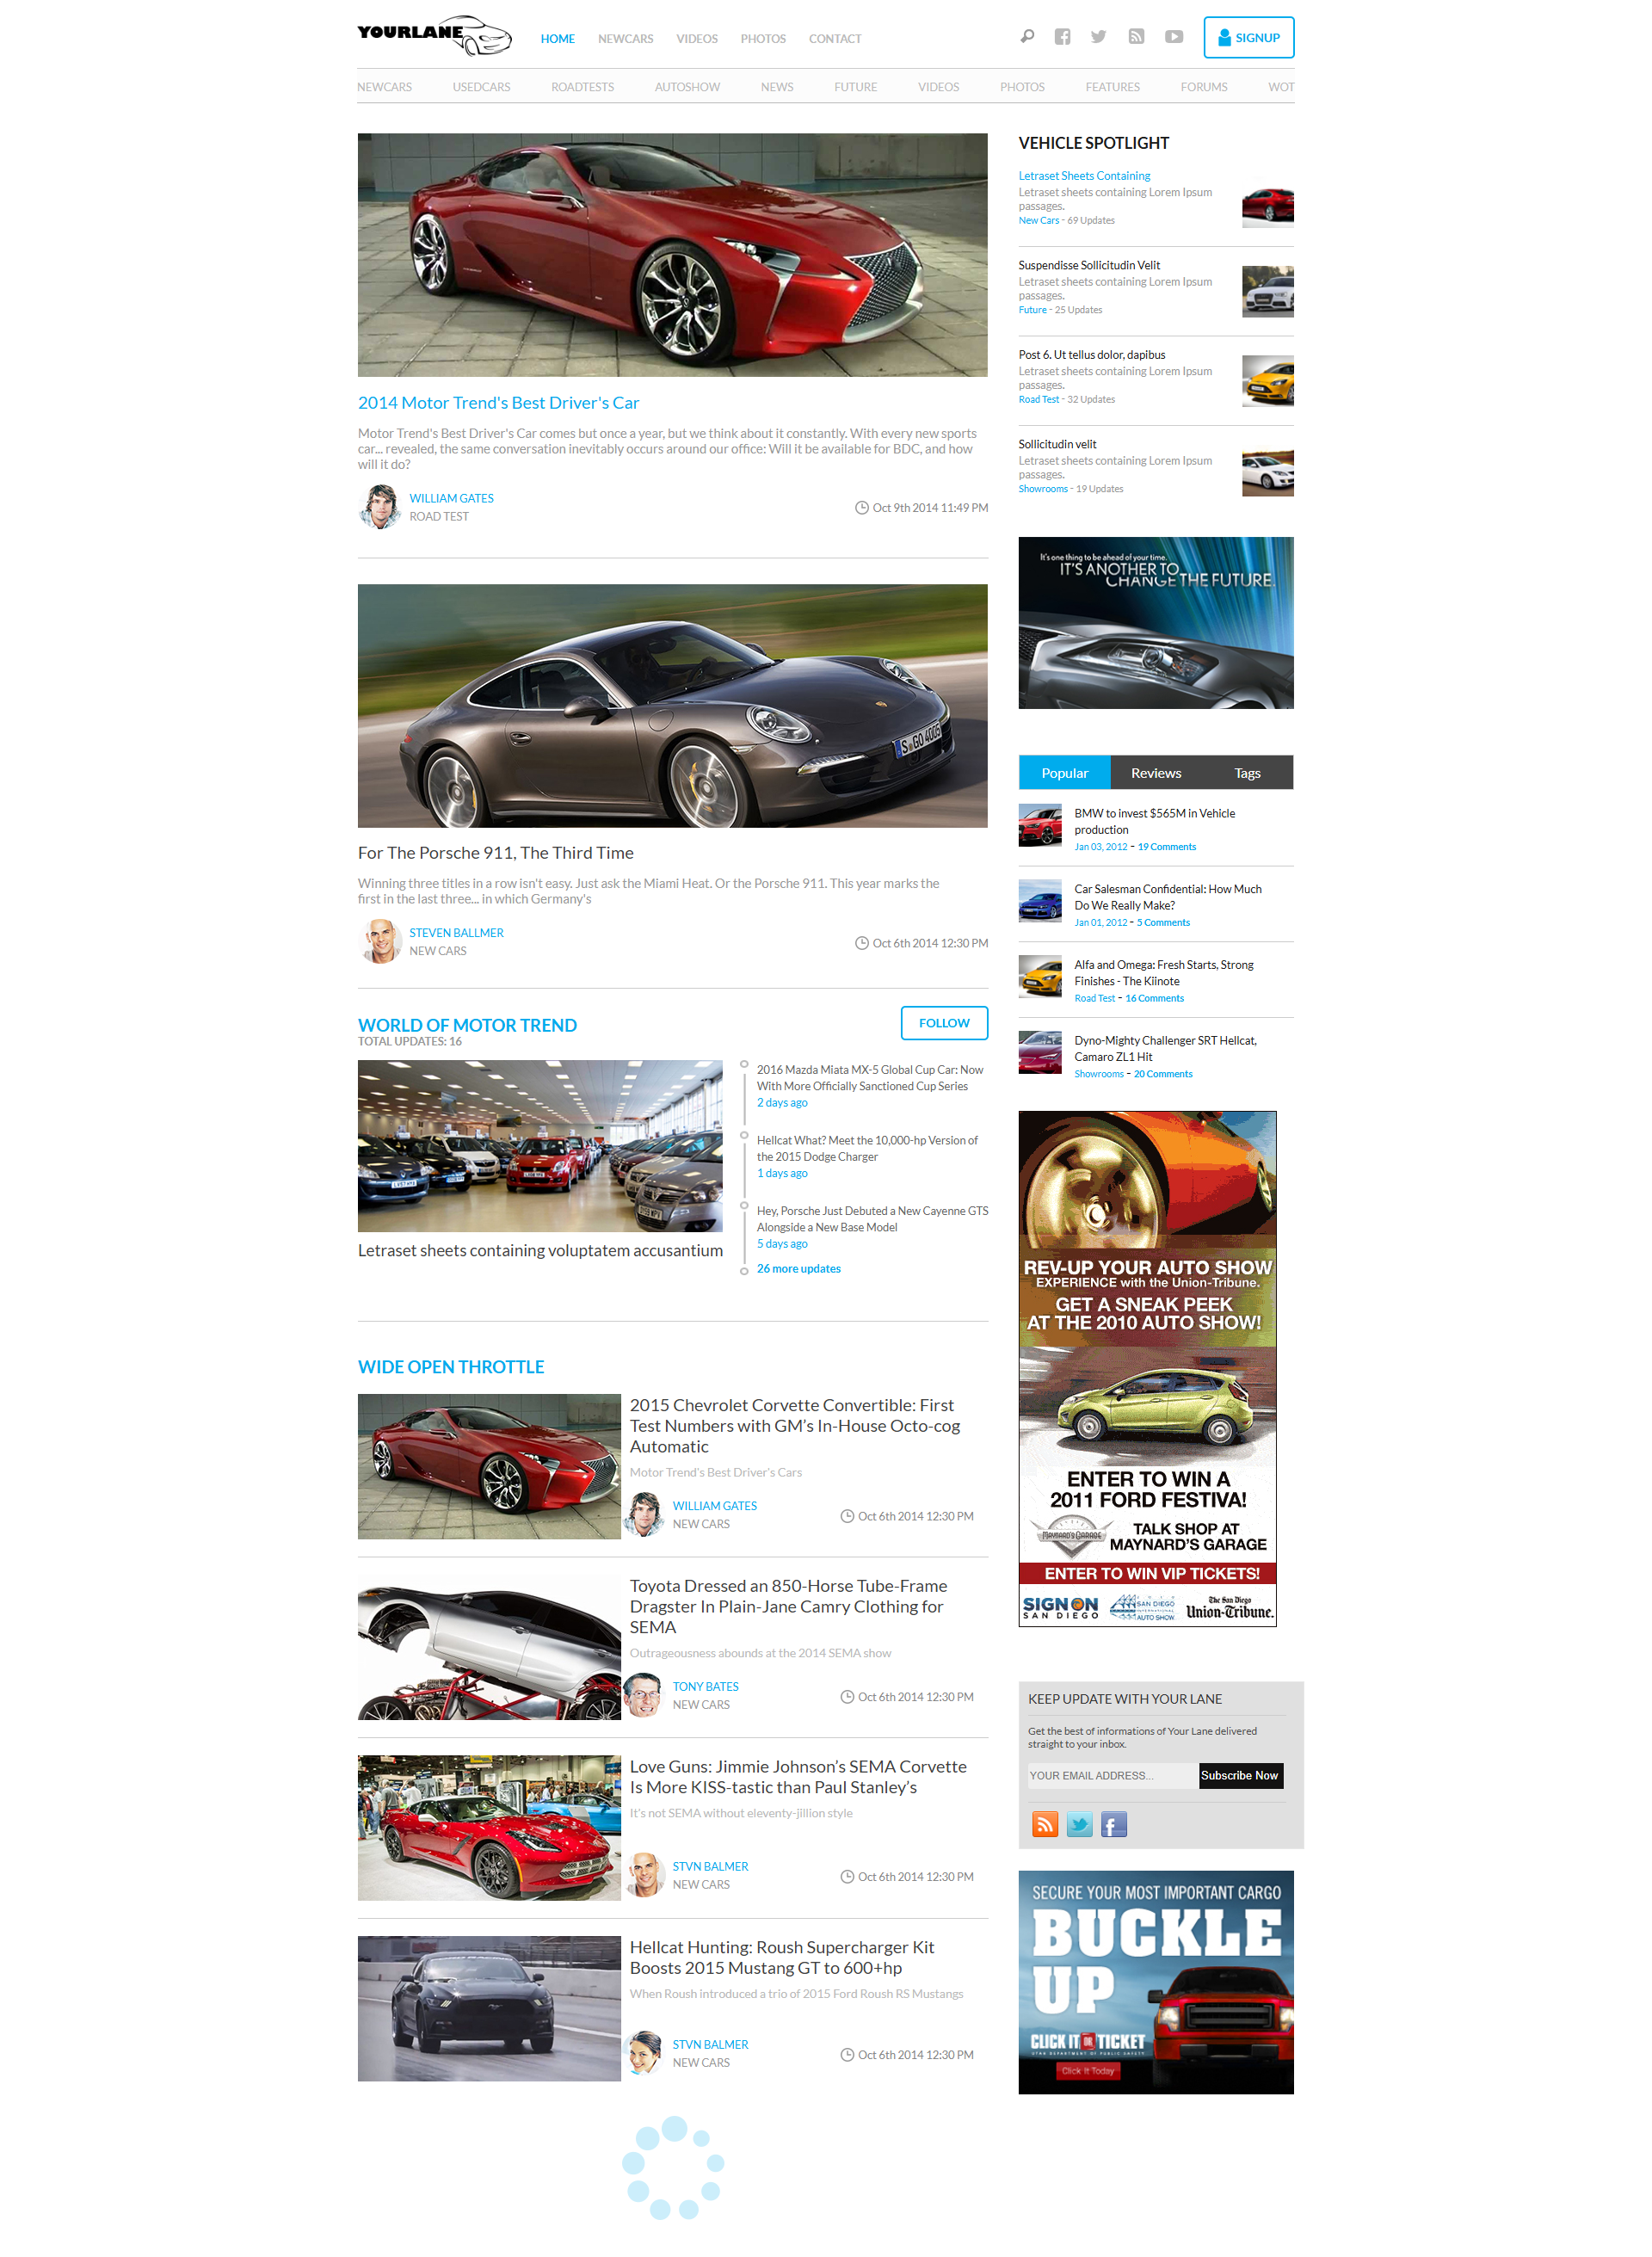 YOURLANE
HOME NEWCARS VIDEOS PHOTOS CONTACT
SIGNUP
NEWCARS USEDCARS ROADTESTS AUTOSHOW NEWS FUTURE VIDEOS PHOTOS FEATURES FORUMS WOT
2014 Motor Trend's Best Driver's Car
Motor Trend's Best Driver's Car comes but once a year, but we think about it constantly. With every new sports
car... revealed, the same conversation inevitably occurs around our office: Will it be available for BDC, and how
will it do?
WILLIAM GATES
ROAD TEST
Oct 9th 2014 11:49 PM
S GO 4005
For The Porsche 911, The Third Time
Winning three titles in a row isn't easy. Just ask the Miami Heat. Or the Porsche 911. This year marks the
first in the last three... in which Germany's
STEVEN BALLMER
NEW CARS
Oct 6th 2014 12:30 PM
WORLD OF MOTOR TREND
TOTAL UPDATES: 16
FOLLOW
Letraset sheets containing voluptatem accusantium
2016 Mazda Miata MX-5 Global Cup Car: Now
With More Officially Sanctioned Cup Series
2 days ago
Hellcat What? Meet the 10,000-hp Version of
the 2015 Dodge Charger
1 days ago
Hey, Porsche Just Debuted a New Cayenne GTS
Alongside a New Base Model
5 days ago
26 more updates
WIDE OPEN THROTTLE
2015 Chevrolet Corvette Convertible: First
Test Numbers with GM’s In-House Octo-cog
Automatic
Motor Trend's Best Driver's Cars
WILLIAM GATES
NEW CARS
Oct 6th 2014 12:30 PM
Toyota Dressed an 850-Horse Tube-Frame
Dragster In Plain-Jane Camry Clothing for
SEMA
Outrageousness abounds at the 2014 SEMA show
TONY BATES
NEW CARS
Oct 6th 2014 12:30 PM
Love Guns: Jimmie Johnson’s SEMA Corvette
Is More KISS-tastic than Paul Stanley’s
It's not SEMA without eleventy-jillion style
STVN BALMER
NEW CARS
Oct 6th 2014 12:30 PM
Hellcat Hunting: Roush Supercharger Kit
Boosts 2015 Mustang GT to 600+hp
When Roush introduced a trio of 2015 Ford Roush RS Mustangs
STVN BALMER
NEW CARS
Oct 6th 2014 12:30 PM
VEHICLE SPOTLIGHT
Letraset Sheets Containing
Letraset sheets containing Lorem Ipsum
passages.
New Cars - 69 Updates
Suspendisse Sollicitudin Velit
Letraset sheets containing Lorem Ipsum
passages.
Future - 25 Updates
Post 6. Ut tellus dolor, dapibus
Letraset sheets containing Lorem Ipsum
passages.
Road Test - 32 Updates
Sollicitudin velit
Letraset sheets containing Lorem Ipsum
passages.
Showrooms - 19 Updates
It's one thing to be ahead of your time.
IT'S ANOTHER TO
CHANGE THE FUTURE.
Popular Reviews Tags
BMW to invest $565M in Vehicle
production
Jan 03, 2012 - 19 Comments
Car Salesman Confidential: How Much
Do We Really Make?
Jan 01, 2012 - 5 Comments
Alfa and Omega: Fresh Starts, Strong
Finishes - The Kiinote
Road Test - 16 Comments
Dyno-Mighty Challenger SRT Hellcat,
Camaro ZL1 Hit
Showrooms - 20 Comments
REV-UP YOUR AUTO SHOW
EXPERIENCE with the Union-Tribune.
GET A SNEAK PEEK
AT THE 2010 AUTO SHOW!
ENTER TO WIN A
2011 FORD FESTIVA!
MAYNARD'S GARAGE
TALK SHOP AT
MAYNARD'S GARAGE
ENTER TO WIN VIP TICKETS!
SIGNON
SAN DIEGO
SAN DIEGO
INTERNATIONAL
AUTO SHOW
The San Diego
Union-Tribune.
KEEP UPDATE WITH YOUR LANE
Get the best of informations of Your Lane delivered
straight to your inbox.
YOUR EMAIL ADDRESS...
Subscribe Now
SECURE YOUR MOST IMPORTANT CARGO
BUCKLE
UP
CLICK IT OR TICKET
UTAH DEPARTMENT OF PUBLIC SAFETY
Click It Today